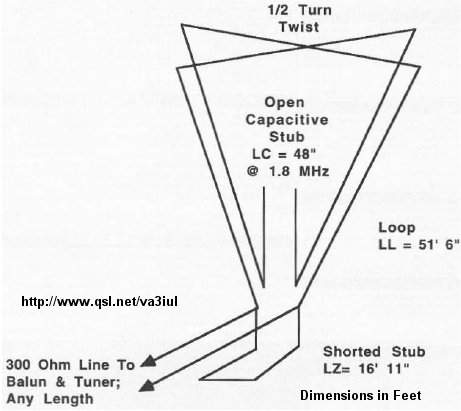 1/2 Turn
Twist
Open
Capacitive
Stub
LC = 48"
@ 1.8 MHz
Loop
LL = 51' 6"
http://www.qsl.net/va3iul
300 Ohm Line To
Balun & Tuner;
Any Length
Shorted Stub
LZ= 16' 11"
Dimensions in Feet